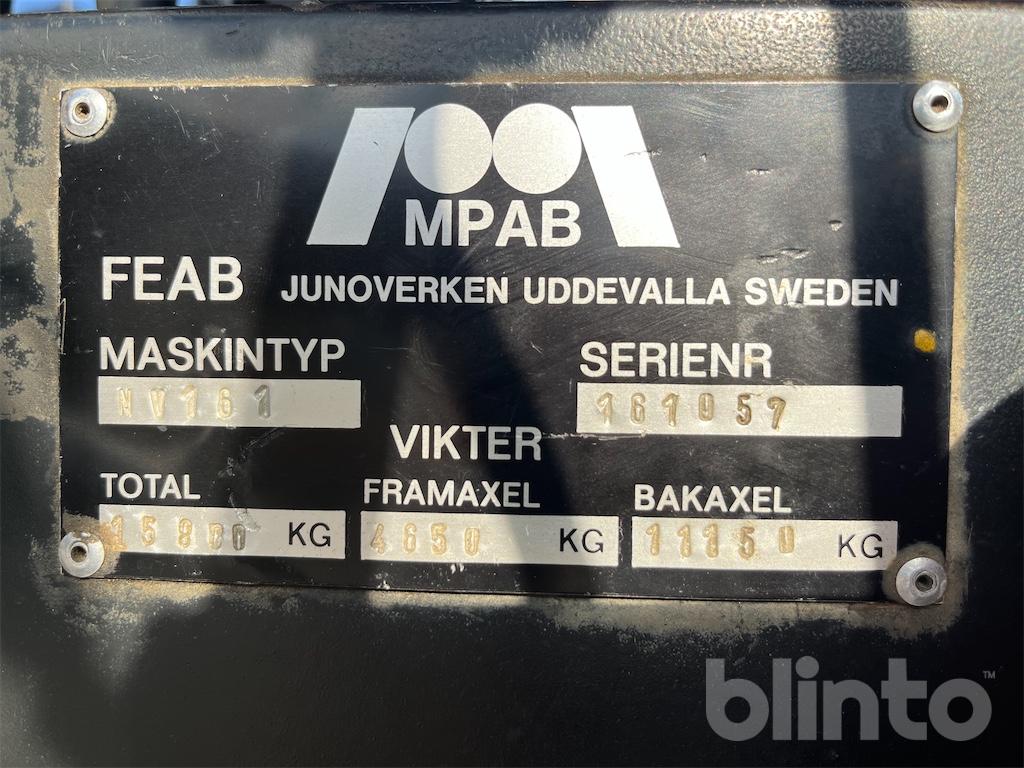 MPAB
FEAB JUNOVERKEN UDDEVALLA SWEDEN
MASKINTYP SERIENR
NV161 161057
VIKTER
TOTAL FRAMAXEL BAKAXEL
15800 KG 4650 KG 11150 KG
blinto™